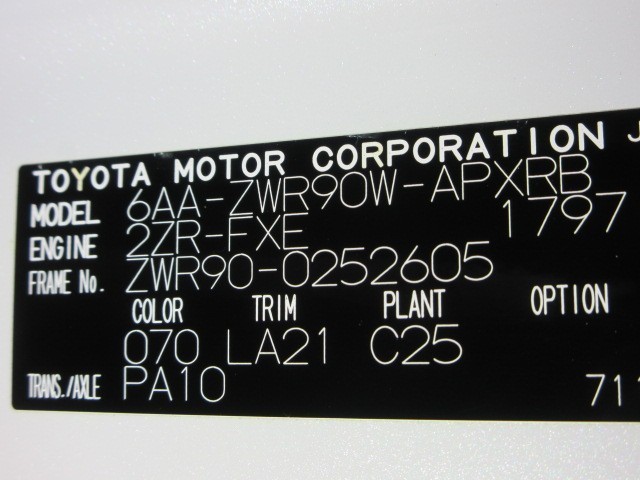 TOYOTA MOTOR CORPORATION J
MODEL 6AA-ZWR90W-APXRB
ENGINE 2ZR-FXE 1797
FRAME No. ZWR90-0252605
COLOR TRIM PLANT OPTION
070 LA21 C25
TRANS./AXLE PA10 711